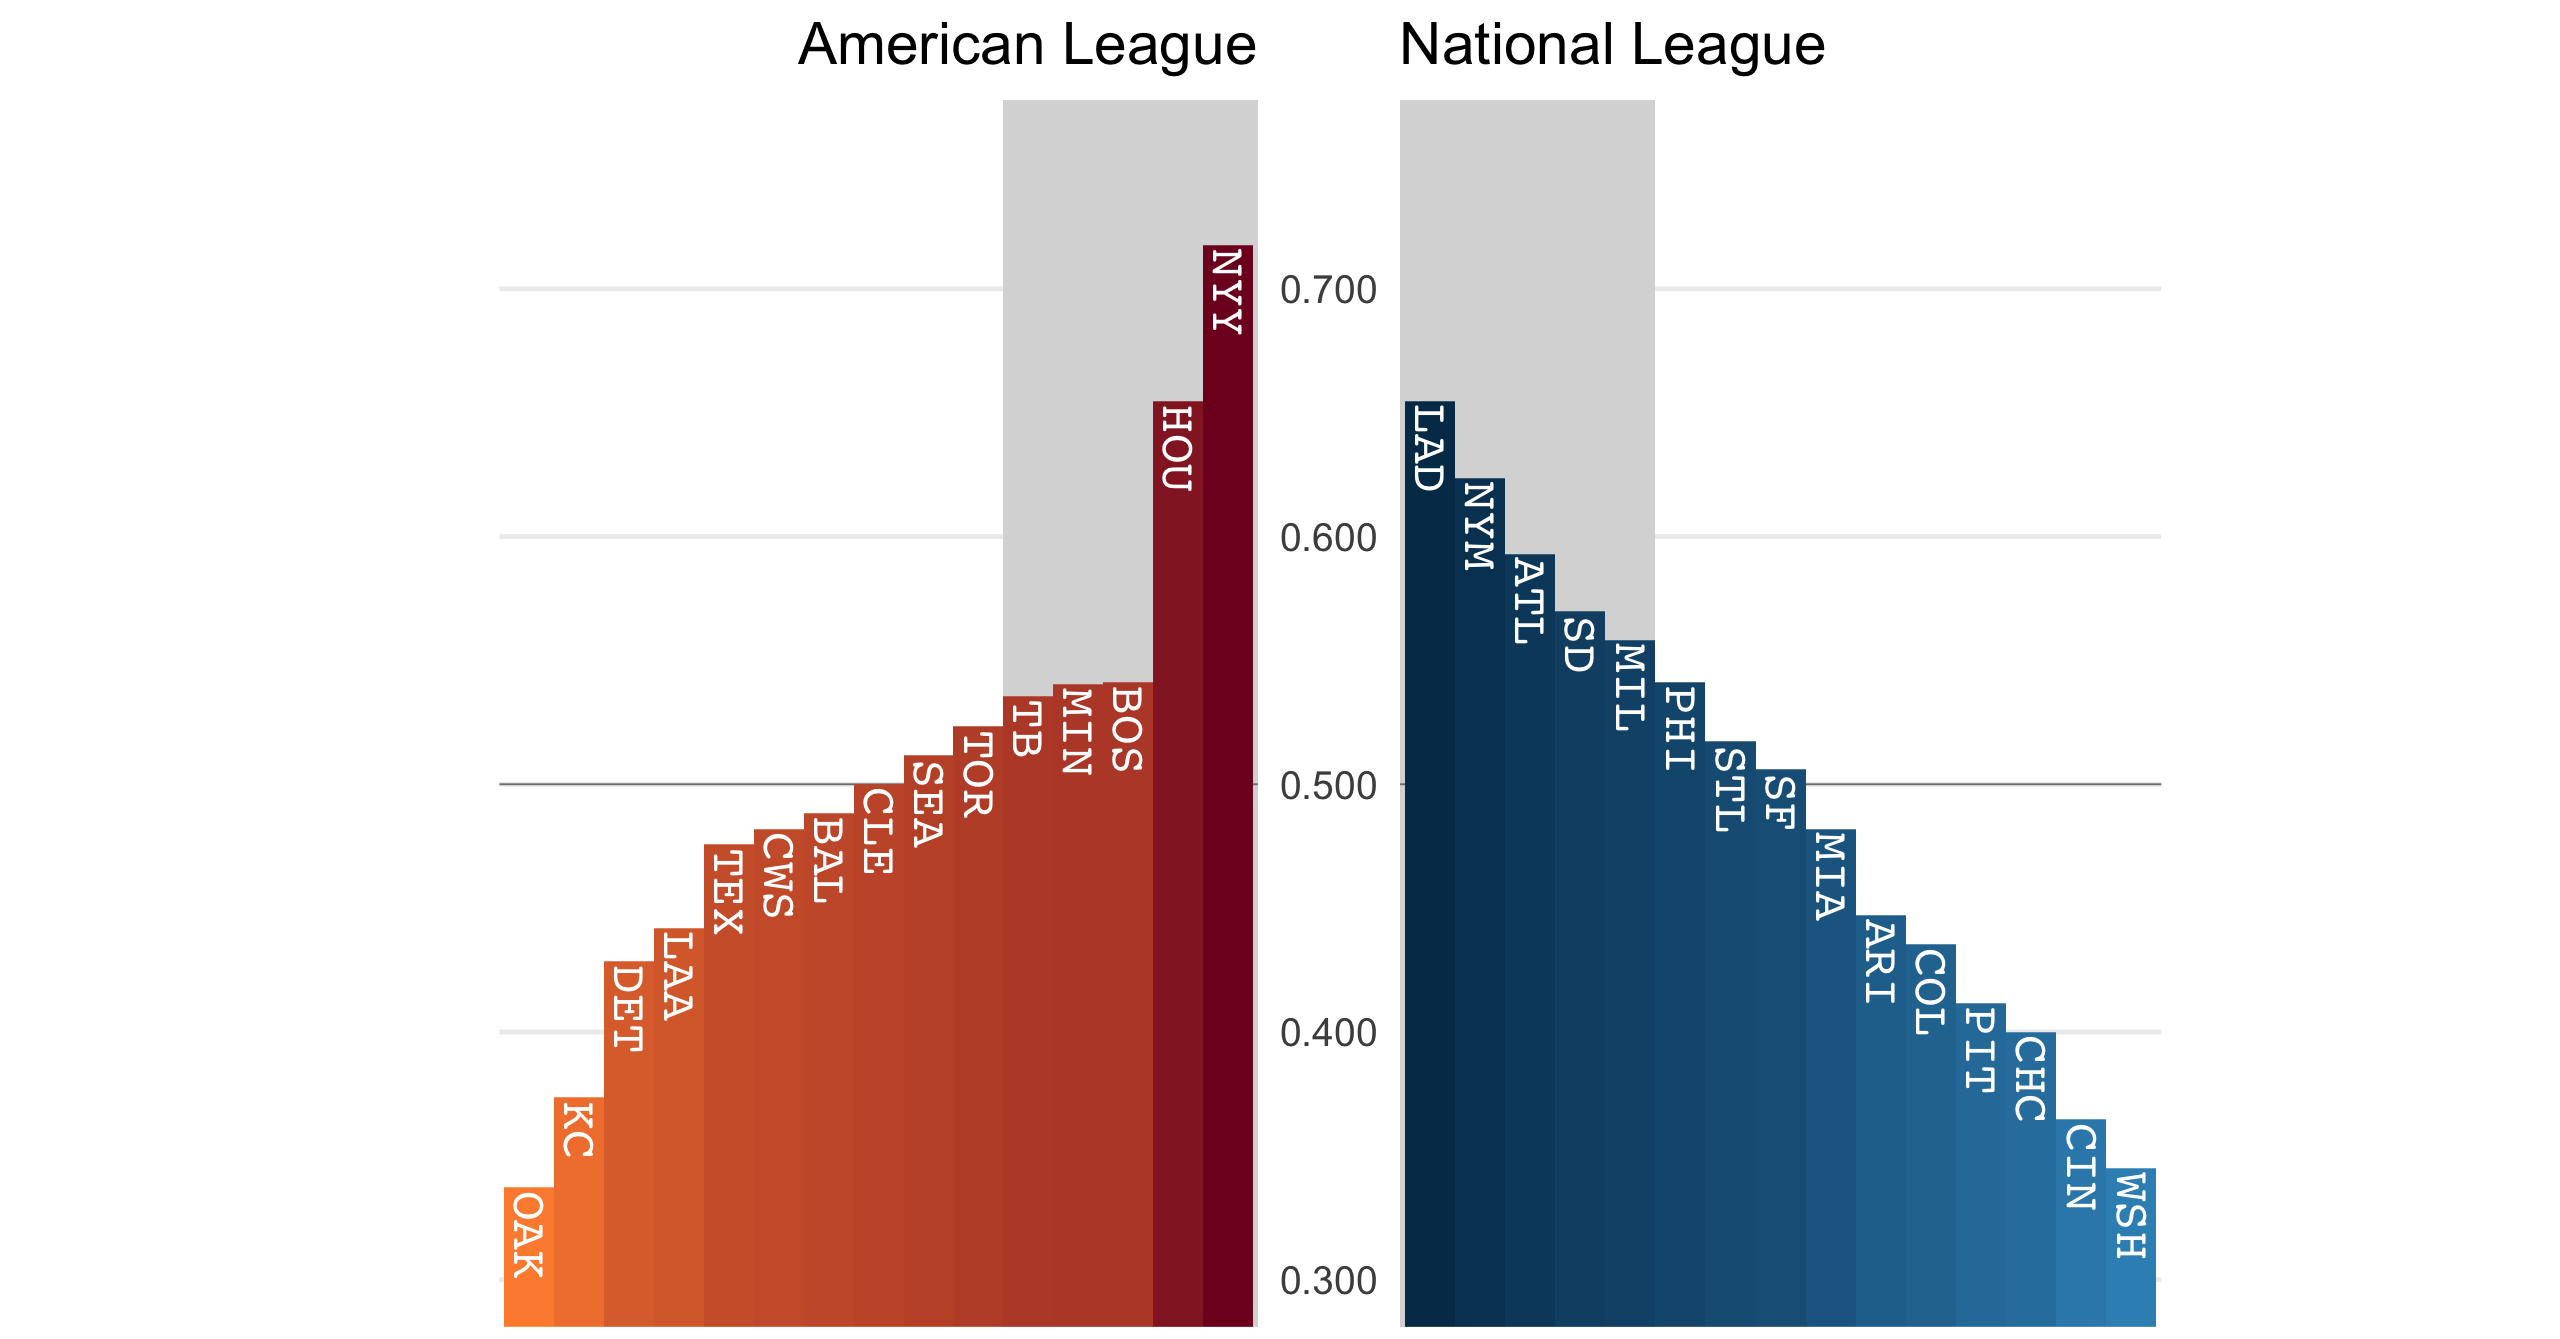 American League
National League
0.700
0.600
0.500
0.400
0.300
OAK
KC
DET
LAA
TEX
CWS
BAL
CLE
SEA
TOR
TB
MIN
BOS
HOU
NYY
LAD
NYM
ATL
SD
MIL
PHI
STL
SF
MIA
ARI
COL
PIT
CHC
CIN
WSH